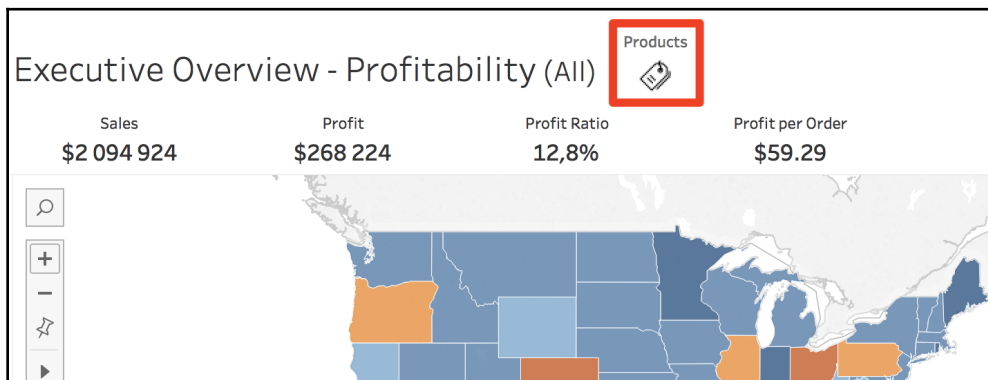 Products
Executive Overview - Profitability (All)
Sales Profit Profit Ratio Profit per Order
$2 094 924 $268 224 12,8% $59.29